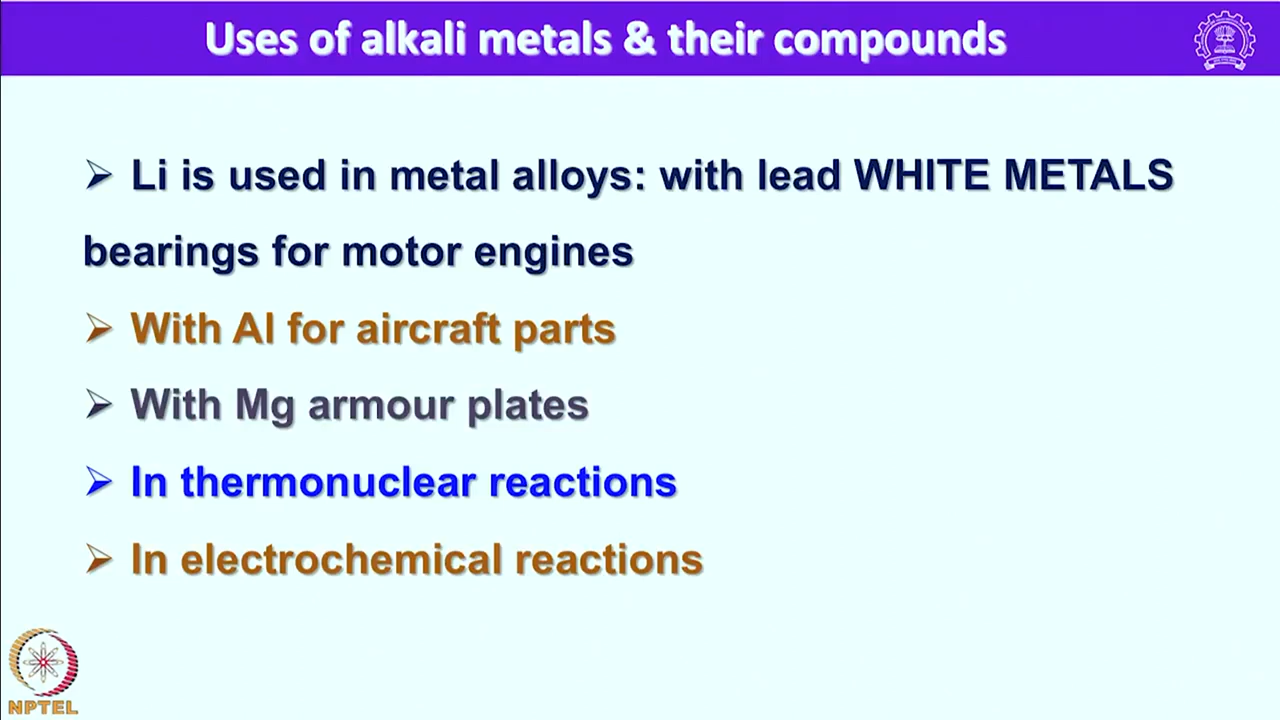 Uses of alkali metals & their compounds
➢ Li is used in metal alloys: with lead WHITE METALS
bearings for motor engines
➢ With Al for aircraft parts
➢ With Mg armour plates
➢ In thermonuclear reactions
➢ In electrochemical reactions
NPTEL